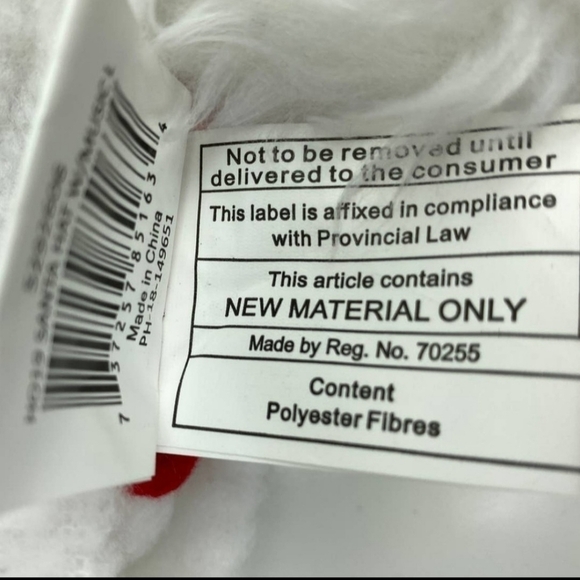 Not to be removed until
delivered to the consumer
This label is affixed in compliance
with Provincial Law
This article contains
NEW MATERIAL ONLY
Made by Reg. No. 70255
Content
Polyester Fibres
SANTA HAT
7 37257 85163 4
Made in China
PH-18-149651